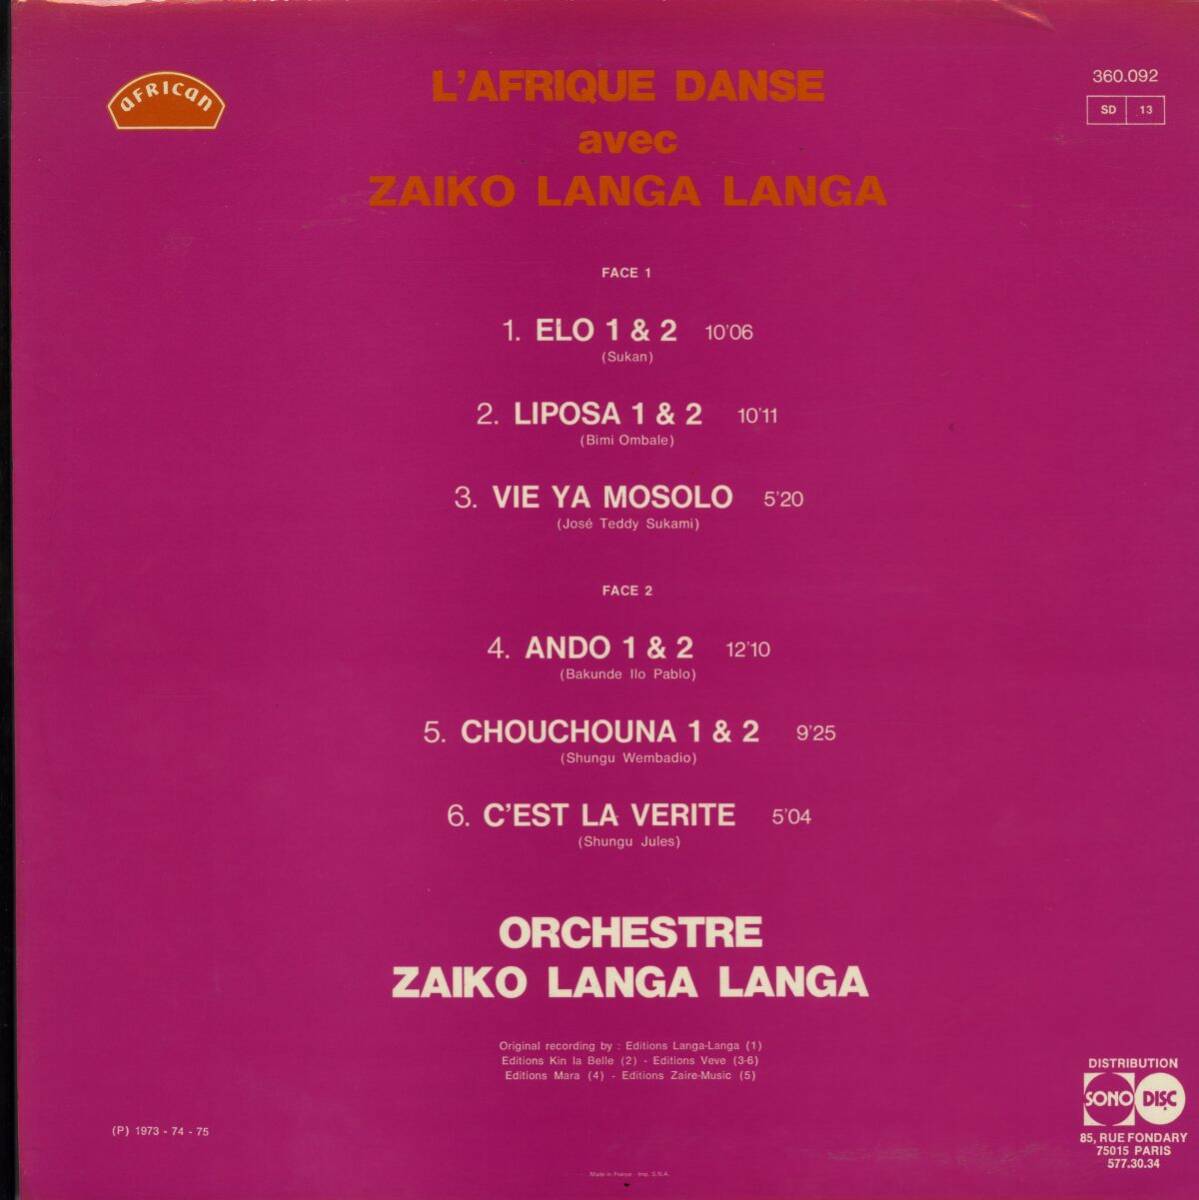 aFRICan
L'AFRIQUE DANSE
avec
ZAIKO LANGA LANGA
360.092
SD 13
FACE 1
1. ELO 1 & 2 10'06
(Sukan)
2. LIPOSA 1 & 2 10'11
(Bimi Ombale)
3. VIE YA MOSOLO 5'20
(José Teddy Sukami)
FACE 2
4. ANDO 1 & 2 12'10
(Bakunde Ilo Pablo)
5. CHOUCHOUNA 1 & 2 9'25
(Shungu Wembadio)
6. C'EST LA VERITE 5'04
(Shungu Jules)
ORCHESTRE
ZAIKO LANGA LANGA
Original recording by : Editions Langa-Langa (1)
Editions Kin la Belle (2) - Editions Veve (3-6)
Editions Mara (4) - Editions Zaire-Music (5)
(P) 1973 - 74 - 75
DISTRIBUTION
SONO DISC
85, RUE FONDARY
75015 PARIS
577.30.34
Made in France - Imp. S.N.A.